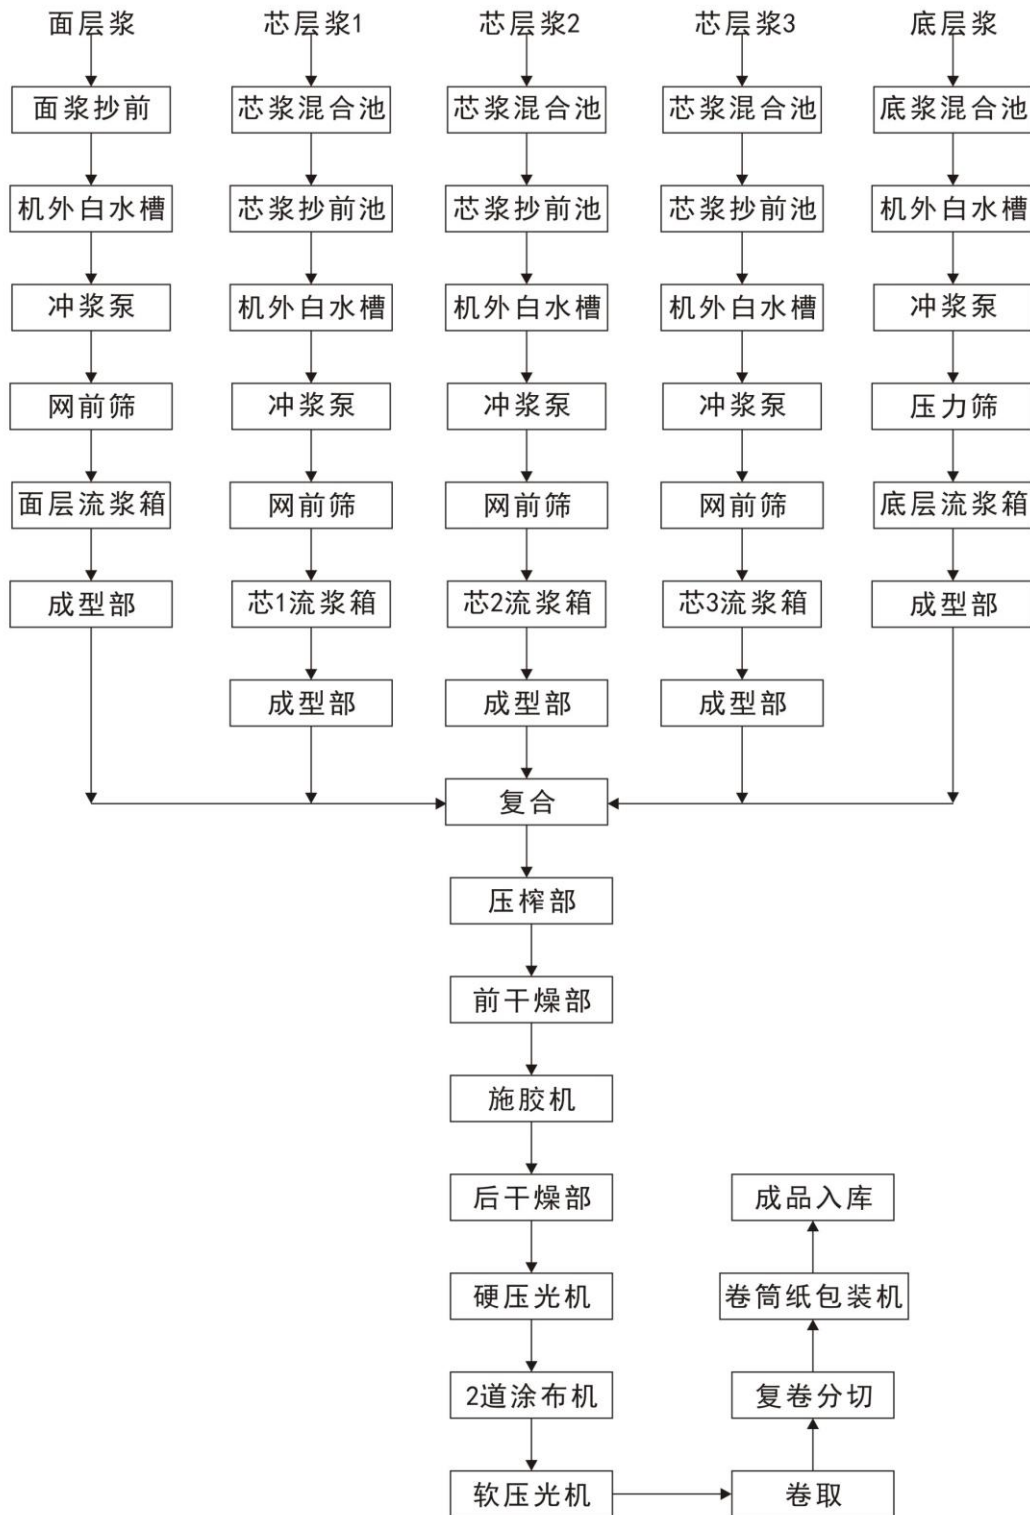 面层浆 芯层浆1 芯层浆2 芯层浆3 底层浆
面浆抄前 芯浆混合池 芯浆混合池 芯浆混合池 底浆混合池
机外白水槽 芯浆抄前池 芯浆抄前池 芯浆抄前池 机外白水槽
冲浆泵 机外白水槽 机外白水槽 机外白水槽 冲浆泵
网前筛 冲浆泵 冲浆泵 冲浆泵 压力筛
面层流浆箱 网前筛 网前筛 网前筛 底层流浆箱
成型部 芯1流浆箱 芯2流浆箱 芯3流浆箱 成型部
成型部 成型部 成型部
复合
压榨部
前干燥部
施胶机
后干燥部 成品入库
硬压光机 卷筒纸包装机
2道涂布机 复卷分切
软压光机 卷取